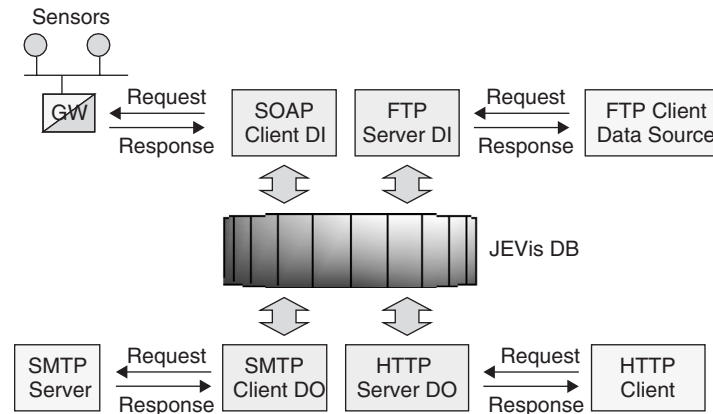 Sensors
GW
Request
Response
SOAP
Client DI
FTP
Server DI
Request
Response
FTP Client
Data Source
JEVis DB
SMTP
Server
Request
Response
SMTP
Client DO
HTTP
Server DO
Request
Response
HTTP
Client